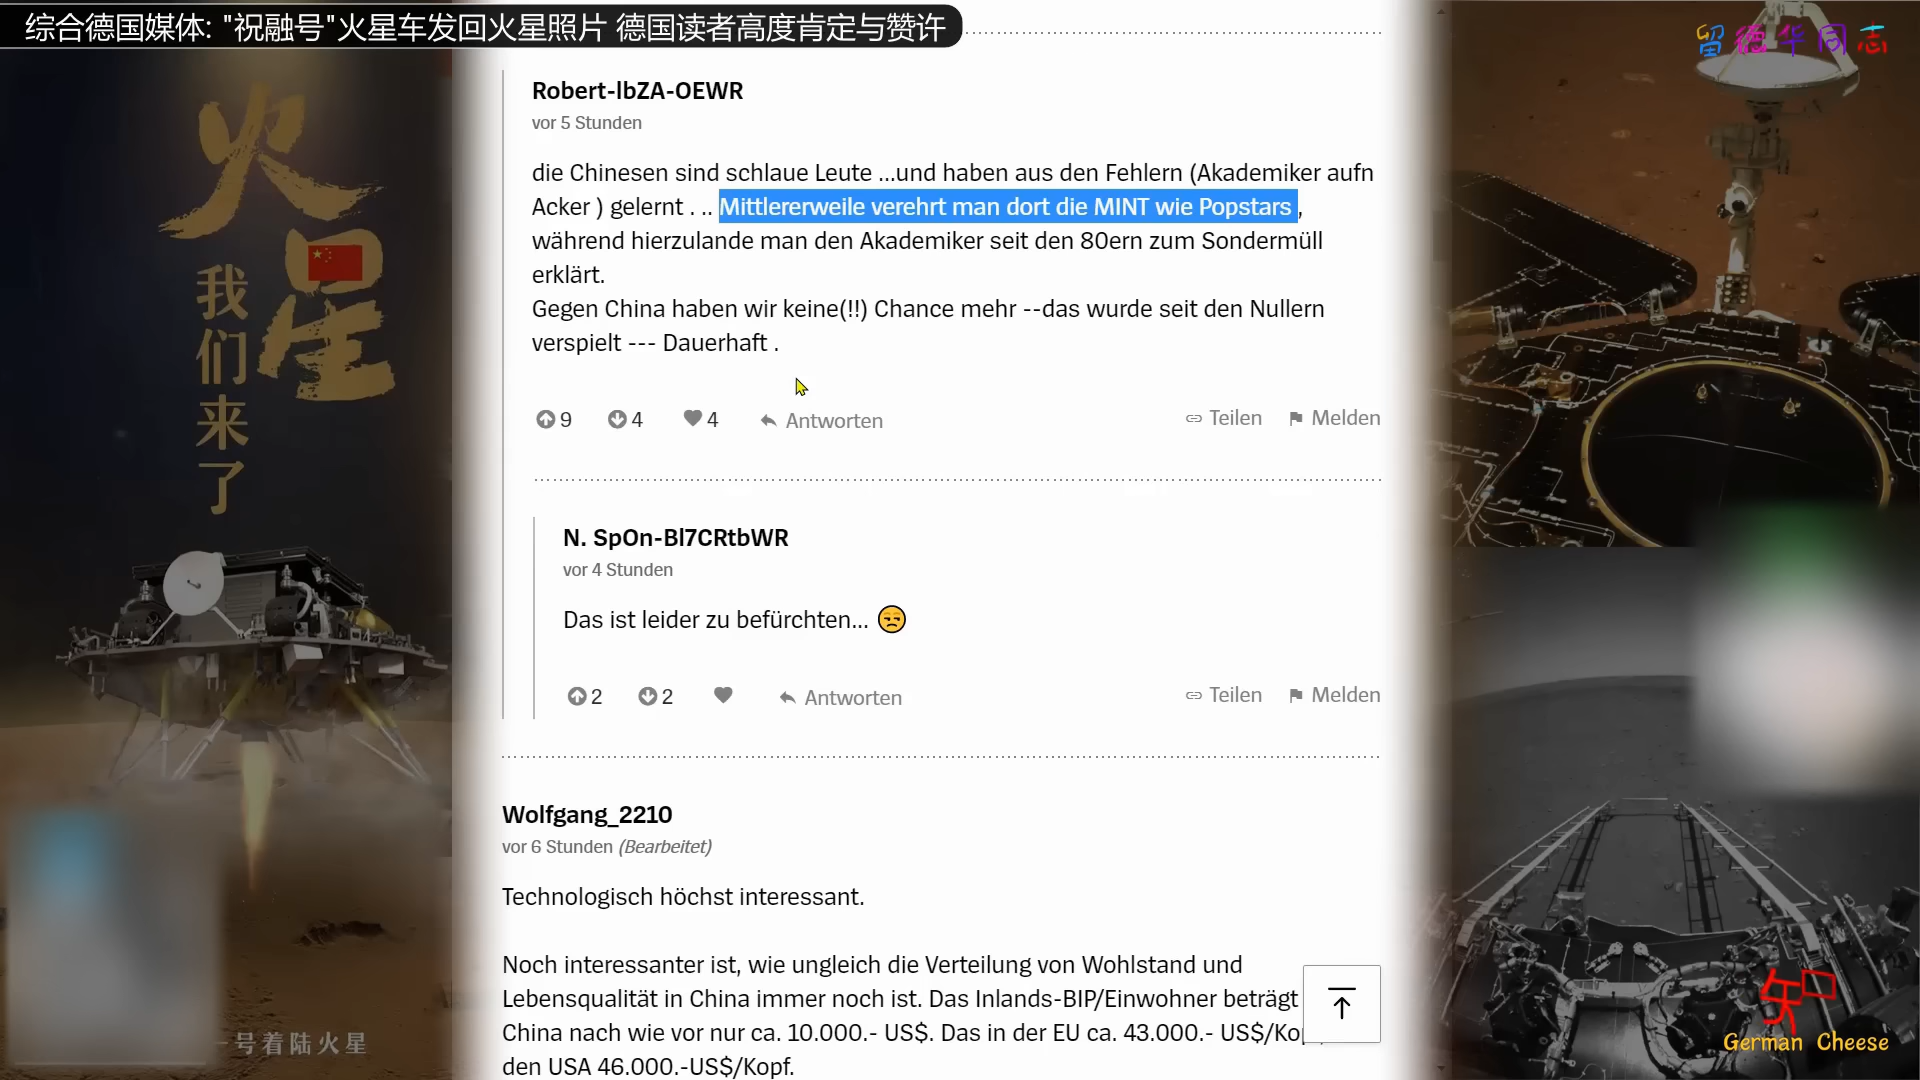 综合德国媒体: "祝融号"火星车发回火星照片 德国读者高度肯定与赞许
留德华同志
火星
我们来了
Robert-lbZA-OEWR
vor 5 Stunden
die Chinesen sind schlaue Leute ...und haben aus den Fehlern (Akademiker aufn
Acker ) gelernt . .. Mittlererweile verehrt man dort die MINT wie Popstars ,
während hierzulande man den Akademiker seit den 80ern zum Sondermüll
erklärt.
Gegen China haben wir keine(!!) Chance mehr --das wurde seit den Nullern
verspielt --- Dauerhaft .
9 4 4 Antworten Teilen Melden
N. SpOn-Bl7CRtbWR
vor 4 Stunden
Das ist leider zu befürchten...
2 2 Antworten Teilen Melden
Wolfgang_2210
vor 6 Stunden (Bearbeitet)
Technologisch höchst interessant.
Noch interessanter ist, wie ungleich die Verteilung von Wohlstand und
Lebensqualität in China immer noch ist. Das Inlands-BIP/Einwohner beträgt
China nach wie vor nur ca. 10.000.- US$. Das in der EU ca. 43.000.- US$/Ko
den USA 46.000.-US$/Kopf.
一号着陆火星
German Cheese